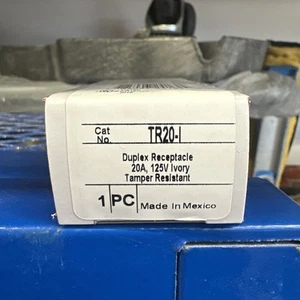 Cat
No. TR20-I
Duplex Receptacle
20A, 125V Ivory
Tamper Resistant
1 PC Made In Mexico